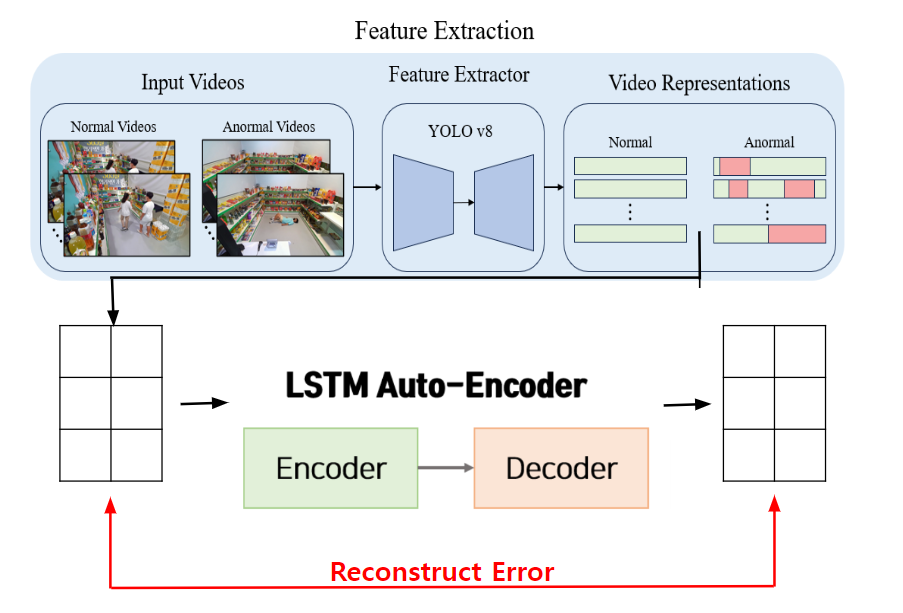 Feature Extraction
Input Videos
Feature Extractor
Video Representations
Normal Videos
Anormal Videos
YOLO v8
Normal
Anormal
LSTM Auto-Encoder
Encoder
Decoder
Reconstruct Error